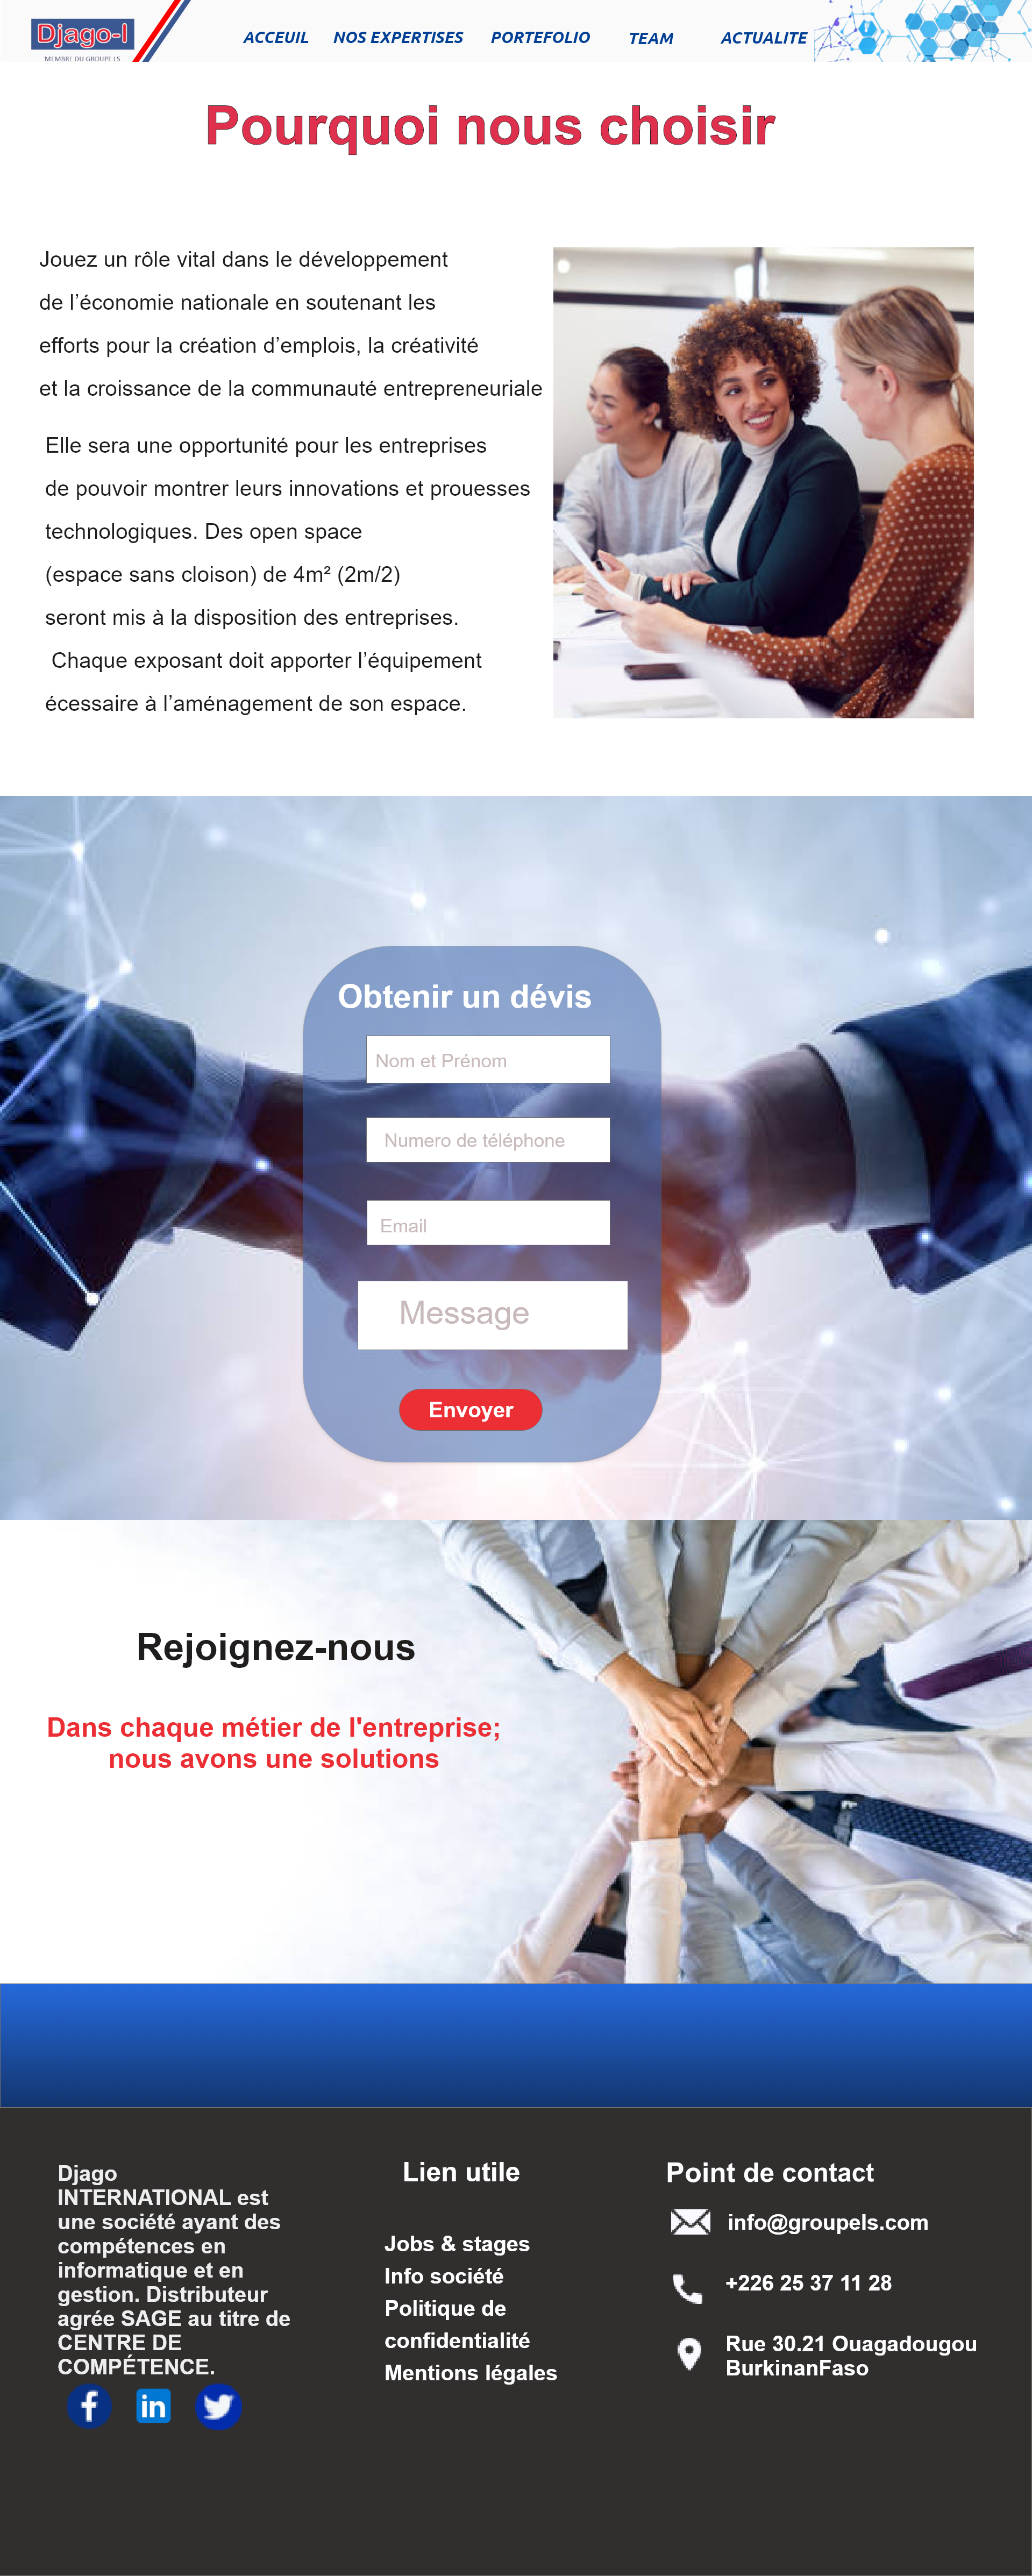 Djago-I
MEMBRE DU GROUPE LS
ACCEUIL NOS EXPERTISES PORTEFOLIO TEAM ACTUALITE
Pourquoi nous choisir
Jouez un rôle vital dans le développement
de l’économie nationale en soutenant les
efforts pour la création d’emplois, la créativité
et la croissance de la communauté entrepreneuriale
Elle sera une opportunité pour les entreprises
de pouvoir montrer leurs innovations et prouesses
technologiques. Des open space
(espace sans cloison) de 4m² (2m/2)
seront mis à la disposition des entreprises.
Chaque exposant doit apporter l’équipement
écessaire à l’aménagement de son espace.
Obtenir un dévis
Nom et Prénom
Numero de téléphone
Email
Message
Envoyer
Rejoignez-nous
Dans chaque métier de l'entreprise;
nous avons une solutions
Djago
INTERNATIONAL est
une société ayant des
compétences en
informatique et en
gestion. Distributeur
agrée SAGE au titre de
CENTRE DE
COMPÉTENCE.
Lien utile
Jobs & stages
Info société
Politique de
confidentialité
Mentions légales
Point de contact
info@groupels.com
+226 25 37 11 28
Rue 30.21 Ouagadougou
BurkinanFaso